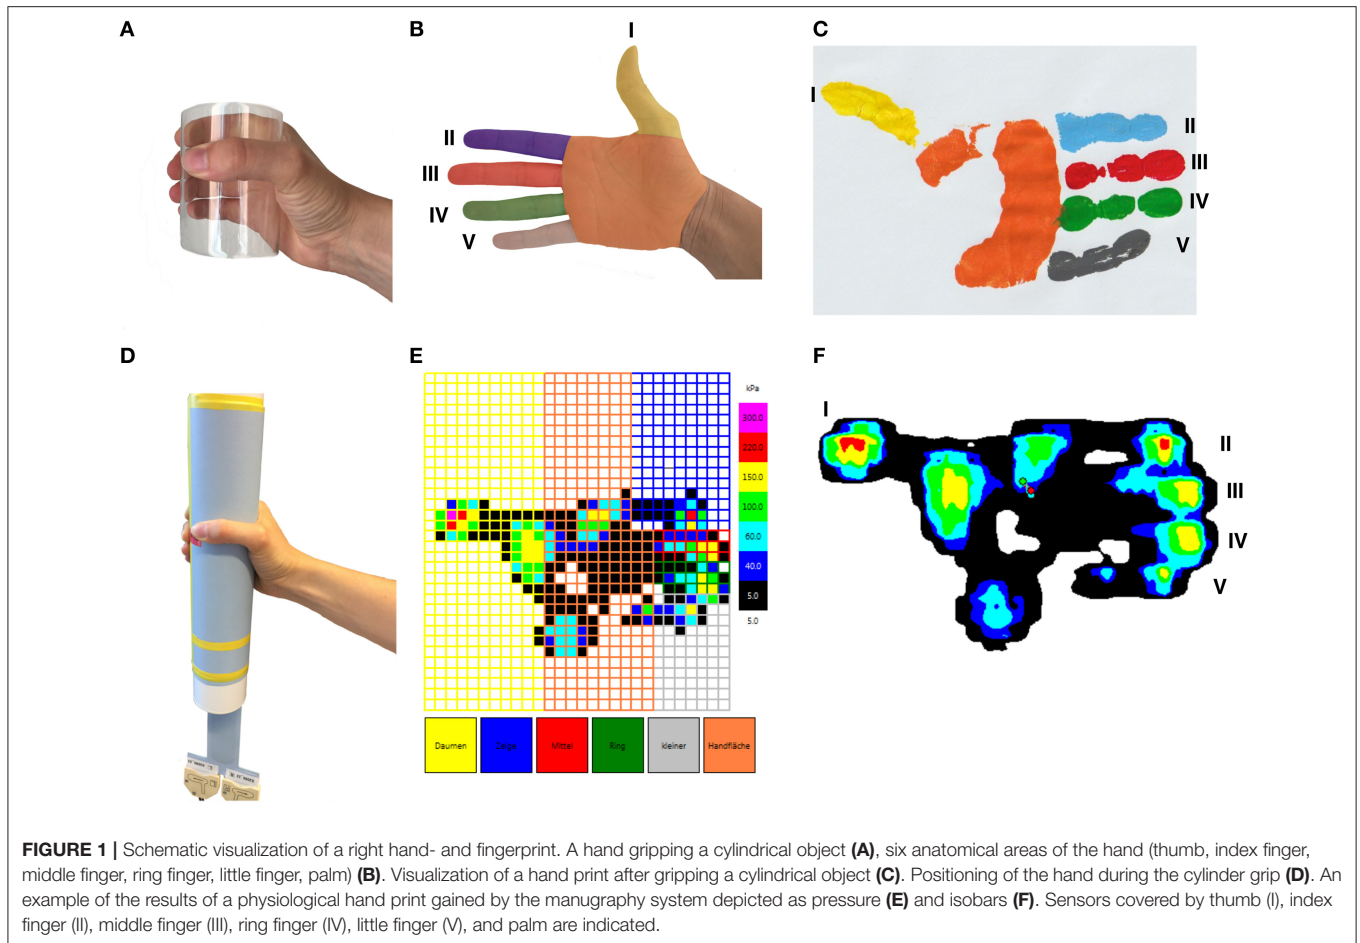 A
B
I
C
II
III
IV
V
I
II
III
IV
V
D
E
F
kPa
300.0
220.0
150.0
100.0
60.0
40.0
5.0
5.0
I
II
III
IV
V
Daumen
Zeige
Mittel
Ring
kleiner
Handfläche
FIGURE 1 | Schematic visualization of a right hand- and fingerprint. A hand gripping a cylindrical object (A), six anatomical areas of the hand (thumb, index finger,
middle finger, ring finger, little finger, palm) (B). Visualization of a hand print after gripping a cylindrical object (C). Positioning of the hand during the cylinder grip (D). An
example of the results of a physiological hand print gained by the manugraphy system depicted as pressure (E) and isobars (F). Sensors covered by thumb (I), index
finger (II), middle finger (III), ring finger (IV), little finger (V), and palm are indicated.